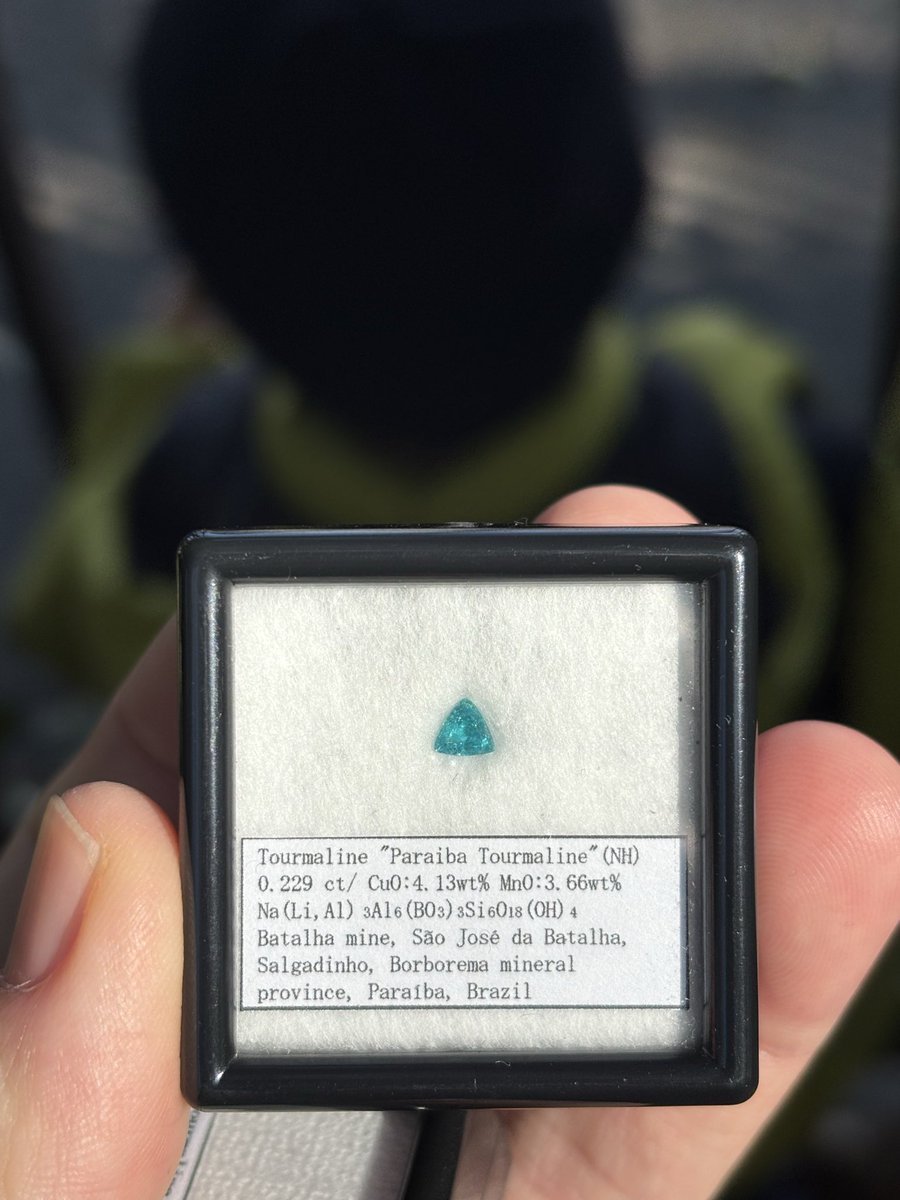 Tourmaline "Paraiba Tourmaline"(NH)
0.229 ct/ CuO:4.13wt% MnO:3.66wt%
Na(Li,Al)₃Al₆(BO₃)₃Si₆O₁₈(OH)₄
Batalha mine, São José da Batalha,
Salgadinho, Borborema mineral
province, Paraíba, Brazil